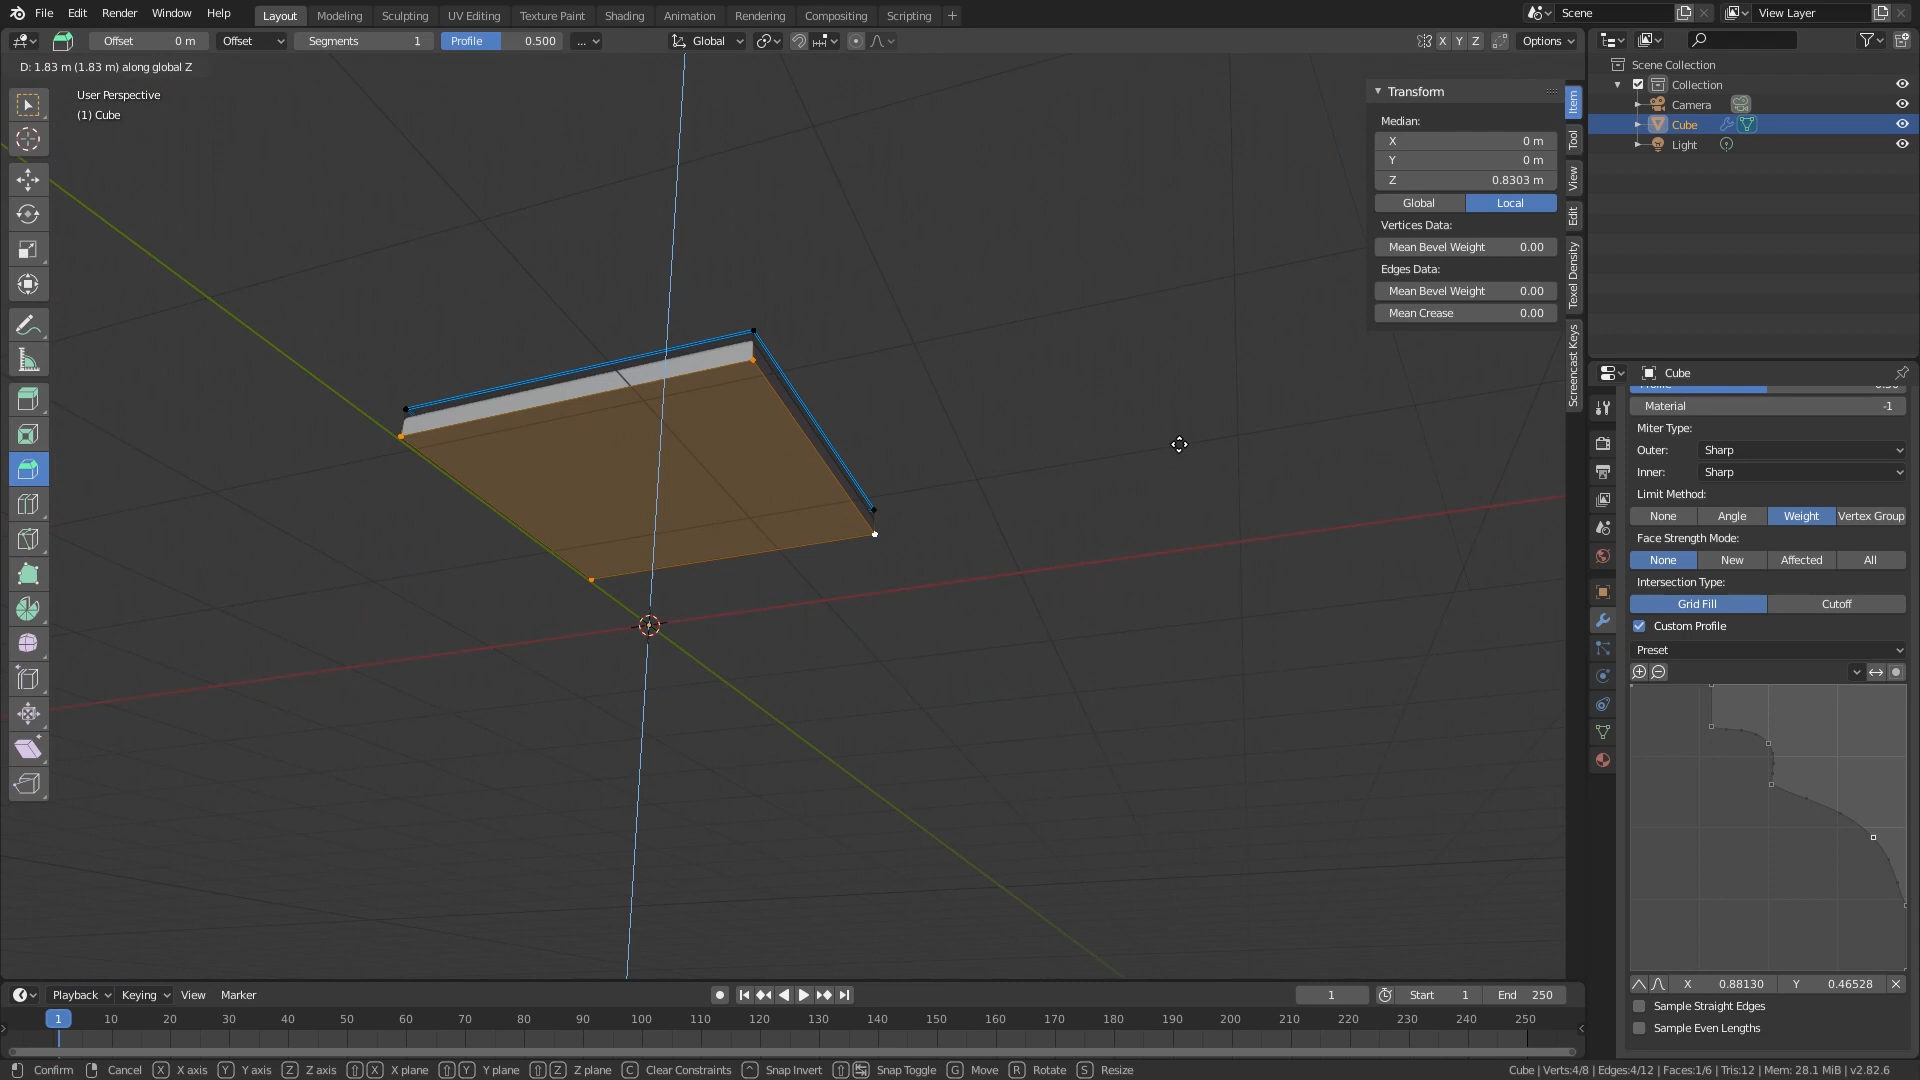 File Edit Render Window Help Layout Modeling Sculpting UV Editing Texture Paint Shading Animation Rendering Compositing Scripting + Scene View Layer
Offset 0 m Offset Segments 1 Profile 0.500 ... Global X Y Z Options
D: 1.83 m (1.83 m) along global Z
User Perspective
(1) Cube
Transform
Median:
X 0 m
Y 0 m
Z 0.8303 m
Global Local
Vertices Data:
Mean Bevel Weight 0.00
Edges Data:
Mean Bevel Weight 0.00
Mean Crease 0.00
Item
Tool
View
Edit
Texel Density
Screencast Keys
Scene Collection
Collection
Camera
Cube
Light
Cube
Material -1
Miter Type:
Outer: Sharp
Inner: Sharp
Limit Method:
None Angle Weight Vertex Group
Face Strength Mode:
None New Affected All
Intersection Type:
Grid Fill Cutoff
Custom Profile
Preset
X 0.88130 Y 0.46528
Sample Straight Edges
Sample Even Lengths
Playback Keying View Marker 1 Start 1 End 250
1 10 20 30 40 50 60 70 80 90 100 110 120 130 140 150 160 170 180 190 200 210 220 230 240 250
Confirm Cancel X X axis Y Y axis Z Z axis X X plane Y Y plane Z Z plane C Clear Constraints ^ Snap Invert Snap Toggle G Move R Rotate S Resize Cube | Verts:4/8 | Edges:4/12 | Faces:1/6 | Tris:12 | Mem: 28.1 MiB | v2.82.6